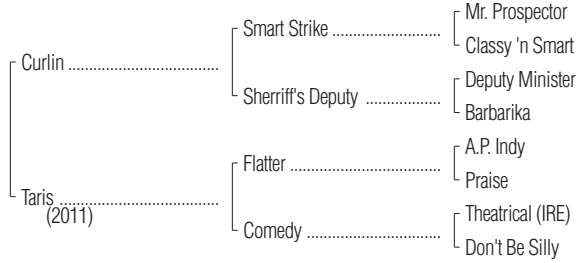 Mr. Prospector
Smart Strike ........................
Classy 'n Smart
Curlin ..................................
Deputy Minister
Sherriff's Deputy ................
Barbarika
A.P. Indy
Flatter ..................................
Praise
Taris ....................................
(2011)
Theatrical (IRE)
Comedy ..............................
Don't Be Silly